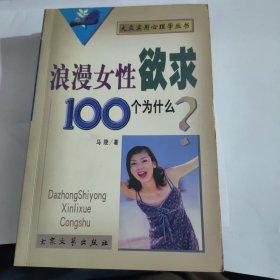 大众实用心理学丛书
浪漫女性欲求
100个为什么?
马陵/著
DazhongShiyong
Xinlixue
Congshu
大众文艺出版社